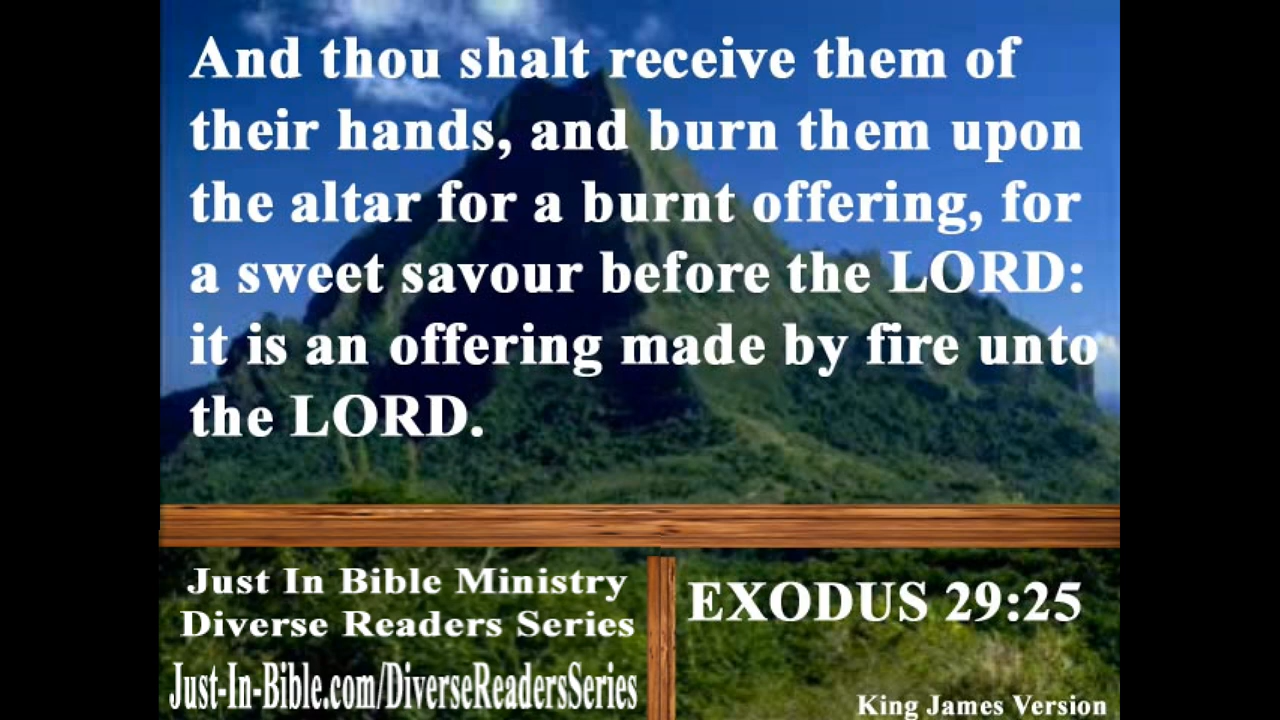 And thou shalt receive them of
their hands, and burn them upon
the altar for a burnt offering, for
a sweet savour before the LORD:
it is an offering made by fire unto
the LORD.
Just In Bible Ministry
Diverse Readers Series
Just-In-Bible.com/DiverseReadersSeries
EXODUS 29:25
King James Version